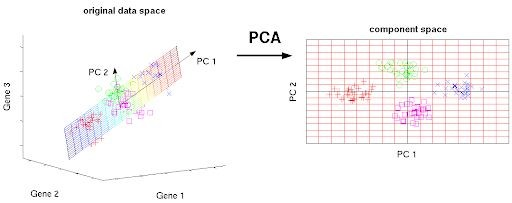 original data space
PCA
component space
PC 1
PC 2
Gene 3
Gene 2
Gene 1
PC 2
PC 1